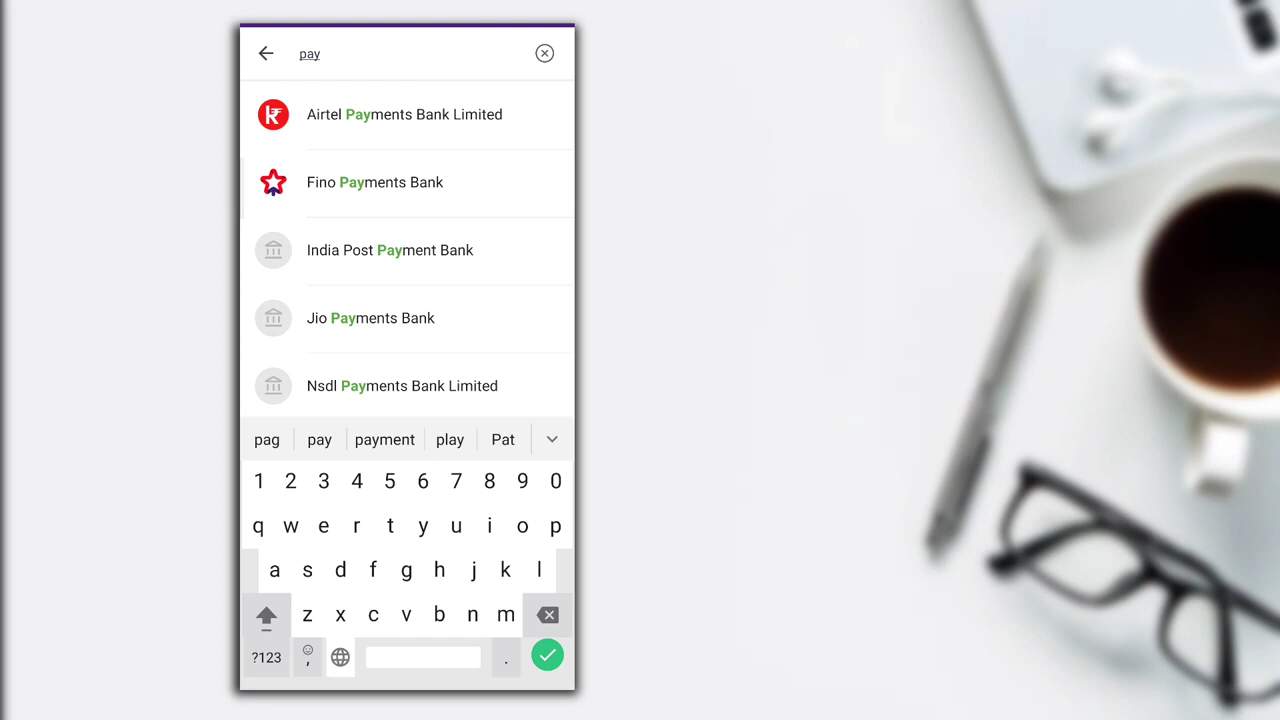 pay
Airtel Payments Bank Limited
Fino Payments Bank
India Post Payment Bank
Jio Payments Bank
Nsdl Payments Bank Limited
pag pay payment play Pat
1 2 3 4 5 6 7 8 9 0
q w e r t y u i o p
a s d f g h j k l
z x c v b n m
?123 , .